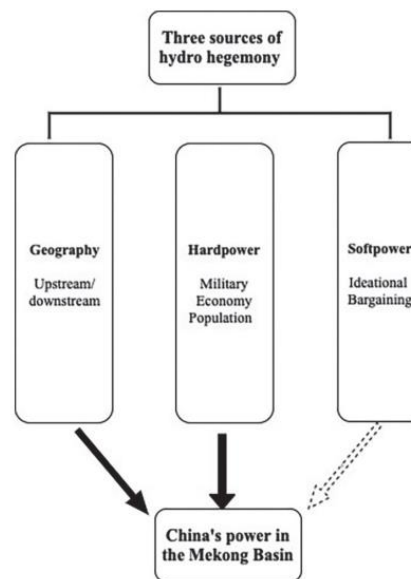 Three sources of
hydro hegemony
Geography
Upstream/
downstream
Hardpower
Military
Economy
Population
Softpower
Ideational
Bargaining
China's power in
the Mekong Basin